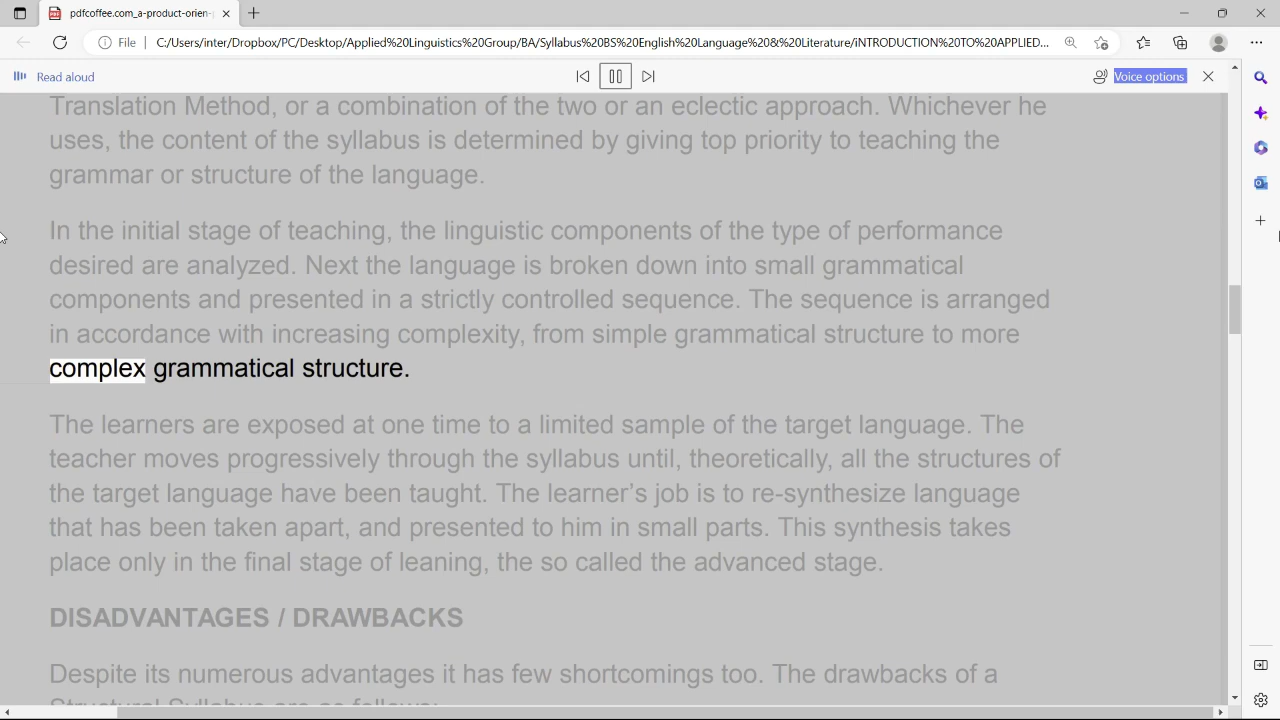 pdfcoffee.com_a-product-orien-
File
C:/Users/inter/Dropbox/PC/Desktop/Applied%20Linguistics%20Group/BA/Syllabus%20BS%20English%20Language%20&%20Literature/iNTRODUCTION%20TO%20APPLIED...
Read aloud
Voice options
Translation Method, or a combination of the two or an eclectic approach. Whichever he
uses, the content of the syllabus is determined by giving top priority to teaching the
grammar or structure of the language.
In the initial stage of teaching, the linguistic components of the type of performance
desired are analyzed. Next the language is broken down into small grammatical
components and presented in a strictly controlled sequence. The sequence is arranged
in accordance with increasing complexity, from simple grammatical structure to more
complex grammatical structure.
The learners are exposed at one time to a limited sample of the target language. The
teacher moves progressively through the syllabus until, theoretically, all the structures of
the target language have been taught. The learner's job is to re-synthesize language
that has been taken apart, and presented to him in small parts. This synthesis takes
place only in the final stage of leaning, the so called the advanced stage.
DISADVANTAGES / DRAWBACKS
Despite its numerous advantages it has few shortcomings too. The drawbacks of a
Structural Syllabus are as follows: